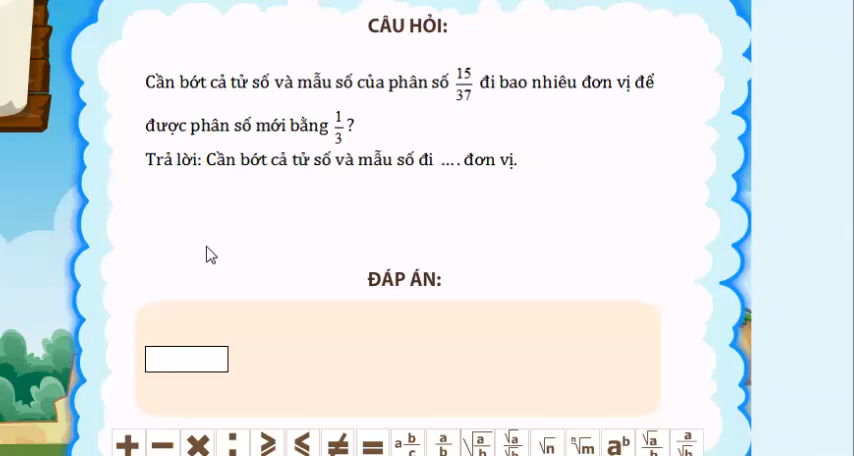 CÂU HỎI:
Cần bớt cả tử số và mẫu số của phân số 15/37 đi bao nhiêu đơn vị để
được phân số mới bằng 1/3 ?
Trả lời: Cần bớt cả tử số và mẫu số đi .... đơn vị.
ĐÁP ÁN:
+ − × : ≥ ≤ ≠ = a b/c a/b √a/b √a/√b √n ⁿ√m aᵇ √a/b a/√b